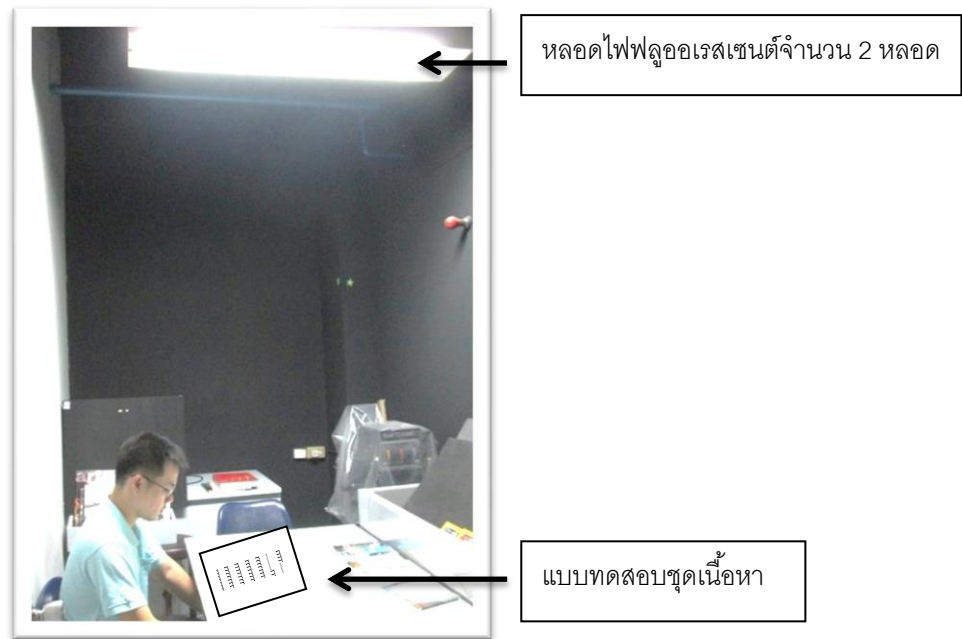 หลอดไฟฟลูออเรสเซนต์จำนวน 2 หลอด
แบบทดสอบชุดเนื้อหา